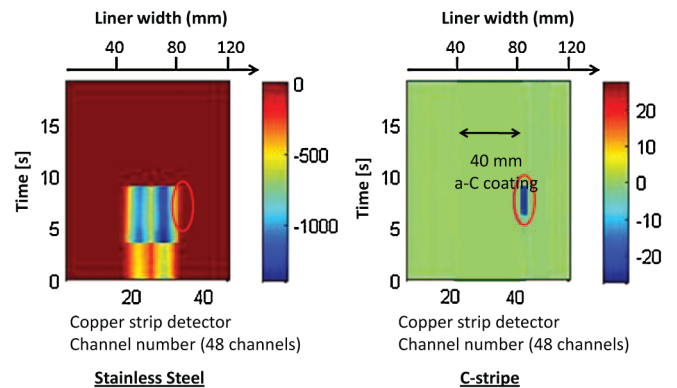 Liner width (mm)
40 80 120
0
-500
-1000
Time [s]
15
10
5
0
20 40
Copper strip detector
Channel number (48 channels)
Stainless Steel
Liner width (mm)
40 80 120
20
10
0
-10
-20
Time [s]
15
10
5
0
40 mm
a-C coating
20 40
Copper strip detector
Channel number (48 channels)
C-stripe